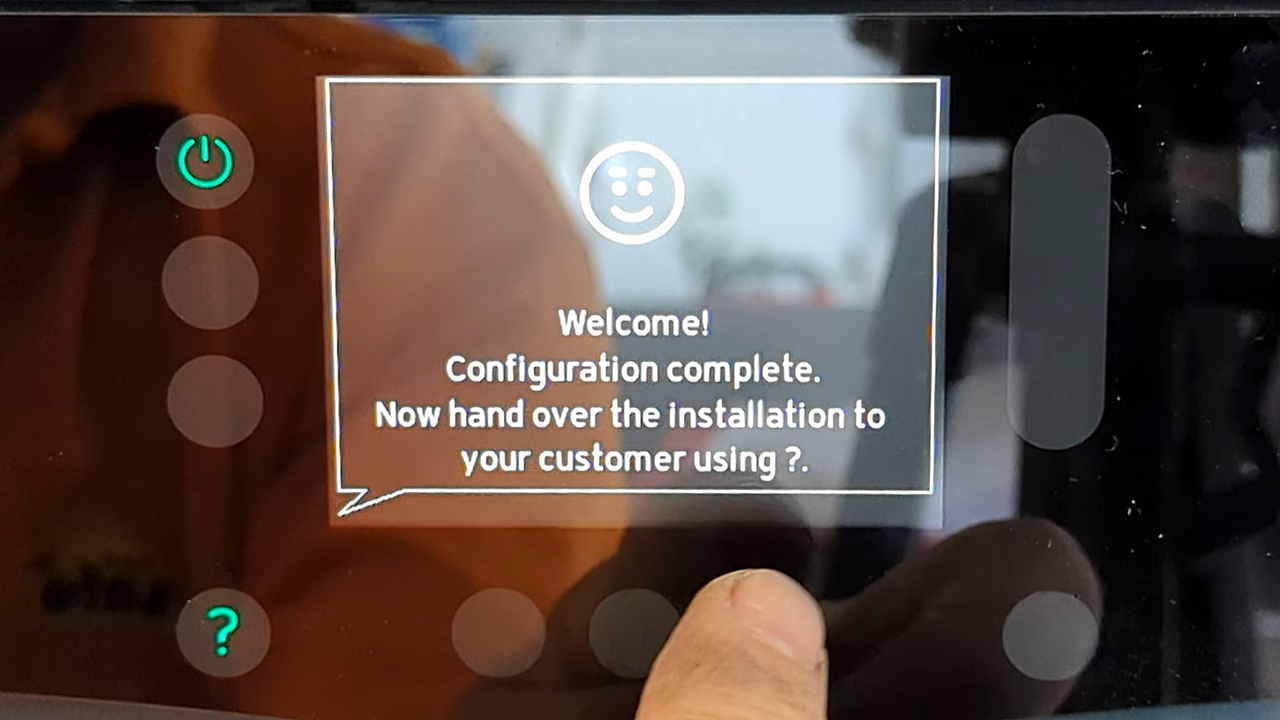 Welcome!
Configuration complete.
Now hand over the installation to
your customer using ?.
?